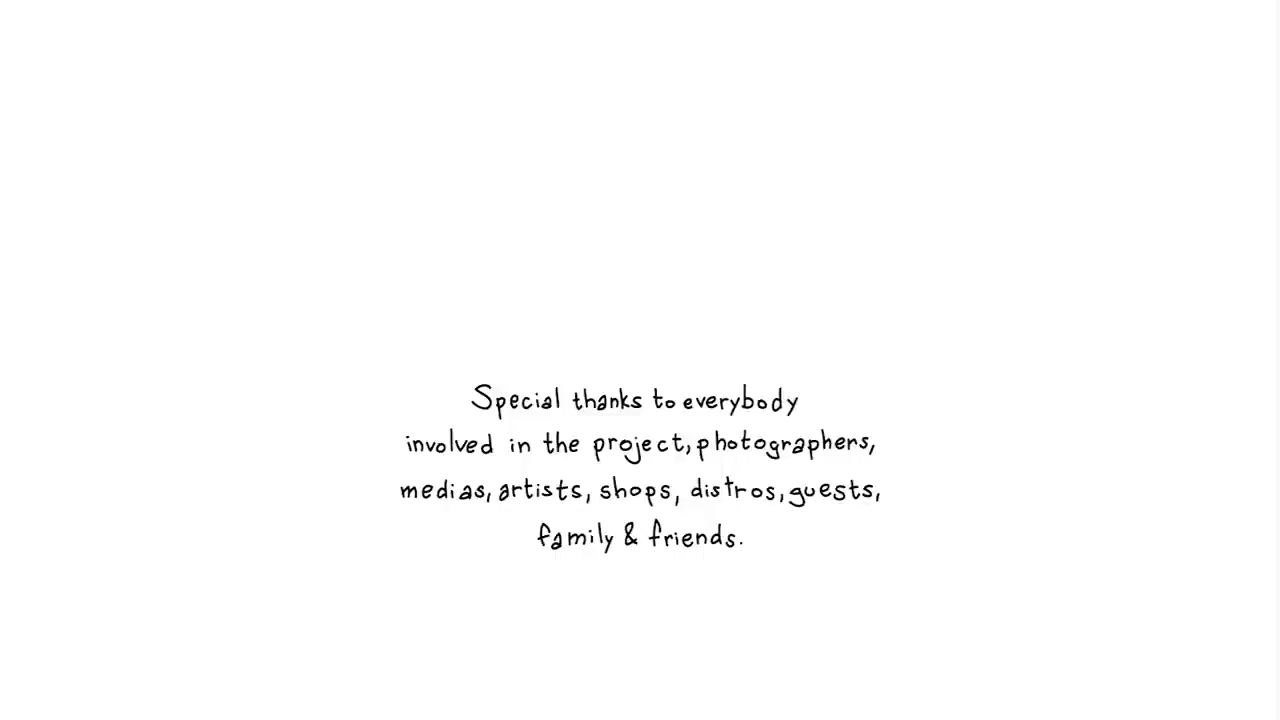 Special thanks to everybody
involved in the project, photographers,
medias, artists, shops, distros, guests,
family & friends.